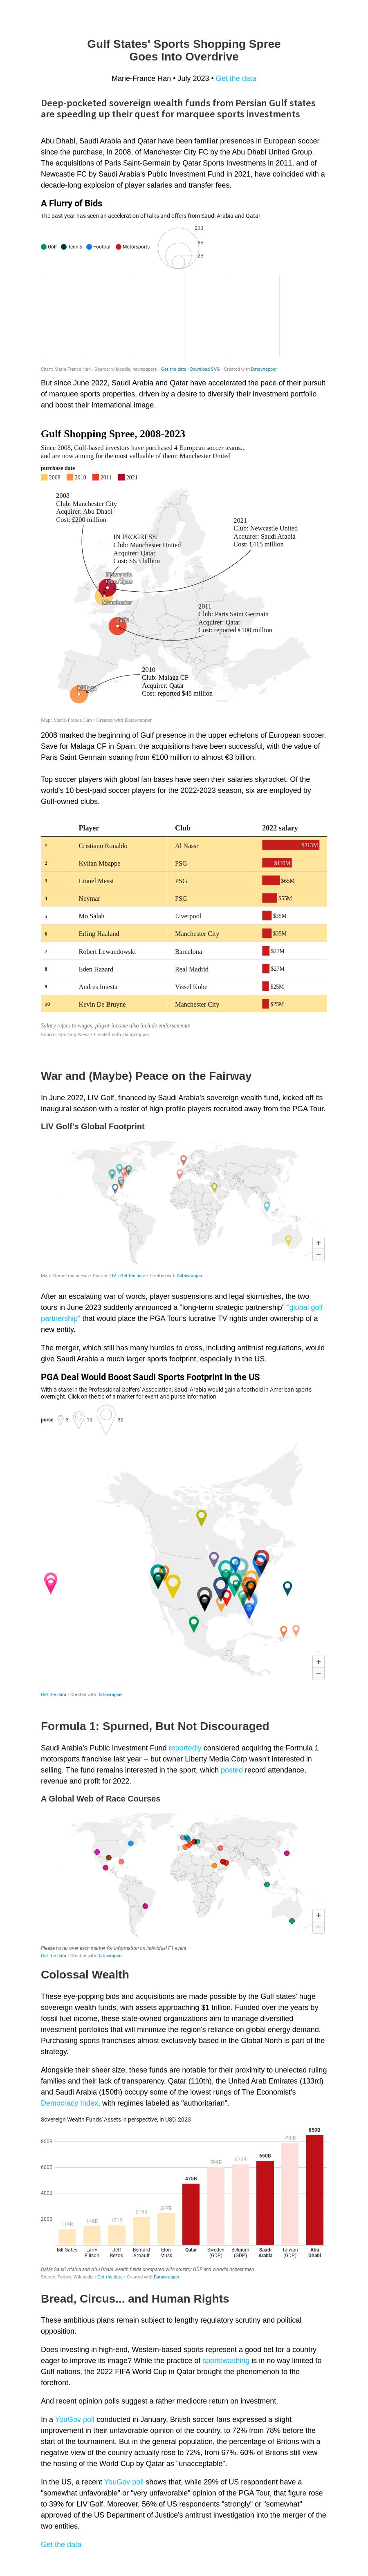 Gulf States' Sports Shopping Spree
Goes Into Overdrive
Marie-France Han • July 2023 • Get the data
Deep-pocketed sovereign wealth funds from Persian Gulf states
are speeding up their quest for marquee sports investments
Abu Dhabi, Saudi Arabia and Qatar have been familiar presences in European soccer
since the purchase, in 2008, of Manchester City FC by the Abu Dhabi United Group.
The acquisitions of Paris Saint-Germain by Qatar Sports Investments in 2011, and of
Newcastle FC by Saudi Arabia's Public Investment Fund in 2021, have coincided with a
decade-long explosion of player salaries and transfer fees.
A Flurry of Bids
The past year has seen an acceleration of talks and offers from Saudi Arabia and Qatar
Golf Tennis Football Motorsports
20B
8B
2B
Chart: Marie-France Han • Source: wikipedia, newspapers • Get the data • Download SVG • Created with Datawrapper
But since June 2022, Saudi Arabia and Qatar have accelerated the pace of their pursuit
of marquee sports properties, driven by a desire to diversify their investment portfolio
and boost their international image.
Gulf Shopping Spree, 2008-2023
Since 2008, Gulf-based investors have purchased 4 European soccer teams...
and are now aiming for the most valluable of them: Manchester United
purchase date
2008 2010 2011 2021
2008
Club: Manchester City
Acquirer: Abu Dhabi
Cost: £200 million
IN PROGRESS:
Club: Manchester United
Acquirer: Qatar
Cost: $6.3 billion
2021
Club: Newcastle United
Acquirer: Saudi Arabia
Cost: £415 million
Newcastle
upon Tyne
Manchester
2011
Club: Paris Saint Germain
Acquirer: Qatar
Cost: reported €100 million
Paris
2010
Club: Malaga CF
Acquirer: Qatar
Cost: reported $48 million
Malaga
Map: Marie-France Han • Created with Datawrapper
2008 marked the beginning of Gulf presence in the upper echelons of European soccer.
Save for Malaga CF in Spain, the acquisitions have been successful, with the value of
Paris Saint Germain soaring from €100 million to almost €3 billion.
Top soccer players with global fan bases have seen their salaries skyrocket. Of the
world's 10 best-paid soccer players for the 2022-2023 season, six are employed by
Gulf-owned clubs.
Player Club 2022 salary
1 Cristiano Ronaldo Al Nassr $213M
2 Kylian Mbappe PSG $110M
3 Lionel Messi PSG $65M
4 Neymar PSG $55M
5 Mo Salah Liverpool $35M
6 Erling Haaland Manchester City $35M
7 Robert Lewandowski Barcelona $27M
8 Eden Hazard Real Madrid $27M
9 Andres Iniesta Vissel Kobe $25M
10 Kevin De Bruyne Manchester City $25M
Salary refers to wages; player income also include endorsements
Source: Sporting News • Created with Datawrapper
War and (Maybe) Peace on the Fairway
In June 2022, LIV Golf, financed by Saudi Arabia's sovereign wealth fund, kicked off its
inaugural season with a roster of high-profile players recruited away from the PGA Tour.
LIV Golf's Global Footprint
+
−
Map: Marie-France Han • Source: LIV • Get the data • Created with Datawrapper
After an escalating war of words, player suspensions and legal skirmishes, the two
tours in June 2023 suddenly announced a "long-term strategic partnership" "global golf
partnership" that would place the PGA Tour's lucrative TV rights under ownership of a
new entity.
The merger, which still has many hurdles to cross, including antitrust regulations, would
give Saudi Arabia a much larger sports footprint, especially in the US.
PGA Deal Would Boost Saudi Sports Footprint in the US
With a stake in the Professional Golfers' Association, Saudi Arabia would gain a foothold in American sports
overnight. Click on the tip of a marker for event and purse information
purse 3 10 30
+
−
Get the data • Created with Datawrapper
Formula 1: Spurned, But Not Discouraged
Saudi Arabia's Public Investment Fund reportedly considered acquiring the Formula 1
motorsports franchise last year -- but owner Liberty Media Corp wasn't interested in
selling. The fund remains interested in the sport, which posted record attendance,
revenue and profit for 2022.
A Global Web of Race Courses
+
−
Please hover over each marker for information on individual F1 event
Get the data • Created with Datawrapper
Colossal Wealth
These eye-popping bids and acquisitions are made possible by the Gulf states' huge
sovereign wealth funds, with assets approaching $1 trillion. Funded over the years by
fossil fuel income, these state-owned organizations aim to manage diversified
investment portfolios that will minimize the region's reliance on global energy demand.
Purchasing sports franchises almost exclusively based in the Global North is part of the
strategy.
Alongside their sheer size, these funds are notable for their proximity to unelected ruling
families and their lack of transparency. Qatar (110th), the United Arab Emirates (133rd)
and Saudi Arabia (150th) occupy some of the lowest rungs of The Economist's
Democracy Index, with regimes labeled as "authoritarian".
Sovereign Wealth Funds' Assets in perspective, in USD, 2023
800B
600B
400B
200B
119B 146B 151B 218B 247B 475B 599B 624B 650B 790B 850B
Bill Gates Larry Ellison Jeff Bezos Bernard Arnault Elon Musk Qatar Sweden (GDP) Belgium (GDP) Saudi Arabia Taiwan (GDP) Abu Dhabi
Qatar, Saudi Arabia and Abu Dhabi wealth funds compared with country GDP and world's richest men
Source: Forbes, Wikipedia • Get the data • Created with Datawrapper
Bread, Circus... and Human Rights
These ambitious plans remain subject to lengthy regulatory scrutiny and political
opposition.
Does investing in high-end, Western-based sports represent a good bet for a country
eager to improve its image? While the practice of sportswashing is in no way limited to
Gulf nations, the 2022 FIFA World Cup in Qatar brought the phenomenon to the
forefront.
And recent opinion polls suggest a rather mediocre return on investment.
In a YouGov poll conducted in January, British soccer fans expressed a slight
improvement in their unfavorable opinion of the country, to 72% from 78% before the
start of the tournament. But in the general population, the percentage of Britons with a
negative view of the country actually rose to 72%, from 67%. 60% of Britons still view
the hosting of the World Cup by Qatar as "unacceptable".
In the US, a recent YouGov poll shows that, while 29% of US respondent have a
"somewhat unfavorable" or "very unfavorable" opinion of the PGA Tour, that figure rose
to 39% for LIV Golf. Moreover, 56% of US respondents "strongly" or "somewhat"
approved of the US Department of Justice's antitrust investigation into the merger of the
two entities.
Get the data